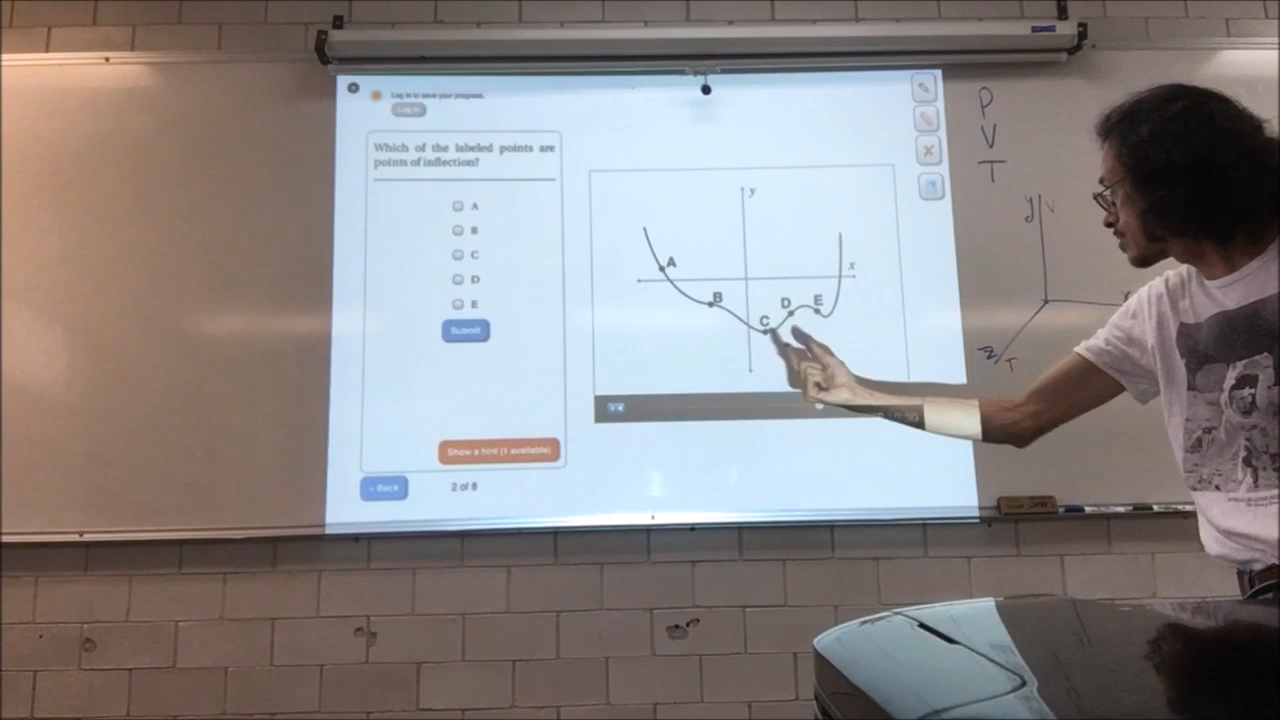 Log in to save your progress.
Log in
Which of the labeled points are
points of inflection?
A
B
C
D
E
Submit
Show a hint (1 available)
< Back
2 of 8
y
x
A
B
C
D
E
P
V
T
y V
z T